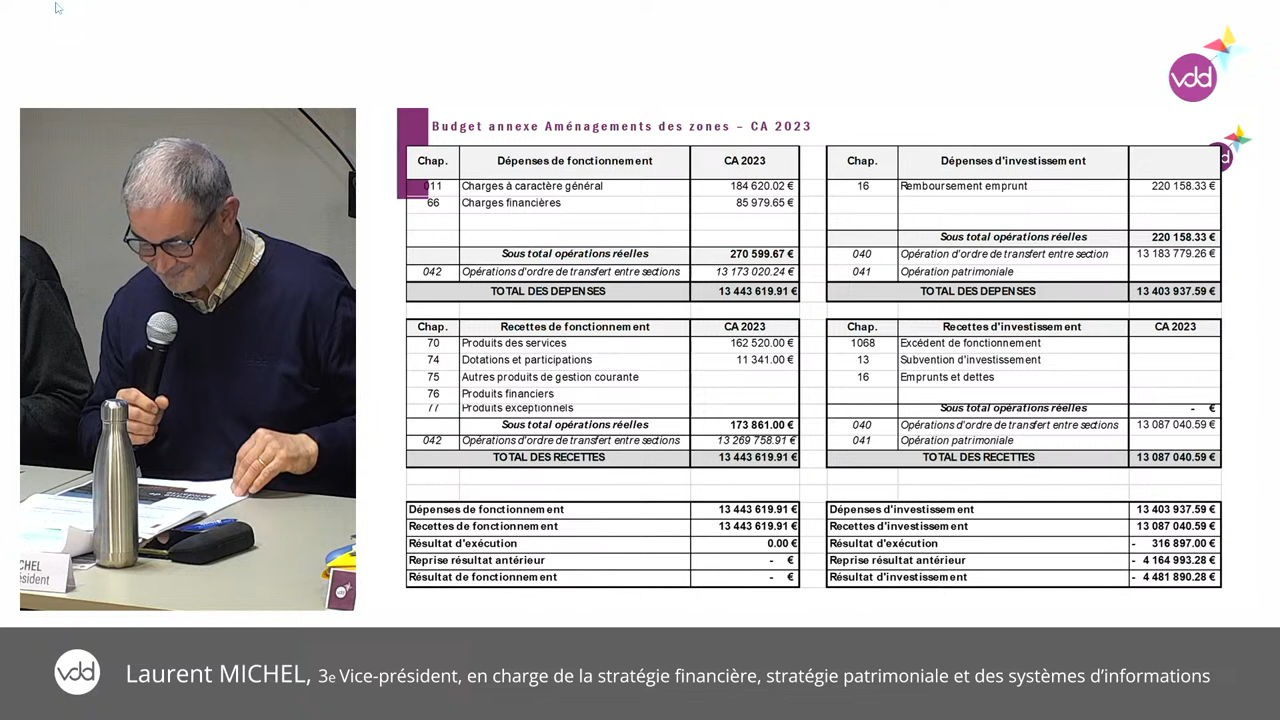 vdd
Budget annexe Aménagements des zones – CA 2023
Chap. Dépenses de fonctionnement CA 2023
011 Charges à caractère général 184 620.02 €
66 Charges financières 85 979.65 €
Sous total opérations réelles 270 599.67 €
042 Opérations d'ordre de transfert entre sections 13 173 020.24 €
TOTAL DES DEPENSES 13 443 619.91 €
Chap. Dépenses d'investissement
16 Remboursement emprunt 220 158.33 €
Sous total opérations réelles 220 158.33 €
040 Opération d'ordre de transfert entre section 13 183 779.26 €
041 Opération patrimoniale
TOTAL DES DEPENSES 13 403 937.59 €
Chap. Recettes de fonctionnement CA 2023
70 Produits des services 162 520.00 €
74 Dotations et participations 11 341.00 €
75 Autres produits de gestion courante
76 Produits financiers
77 Produits exceptionnels
Sous total opérations réelles 173 861.00 €
042 Opérations d'ordre de transfert entre sections 13 269 758.91 €
TOTAL DES RECETTES 13 443 619.91 €
Chap. Recettes d'investissement CA 2023
1068 Excédent de fonctionnement
13 Subvention d'investissement
16 Emprunts et dettes
Sous total opérations réelles - €
040 Opérations d'ordre de transfert entre sections 13 087 040.59 €
041 Opération patrimoniale
TOTAL DES RECETTES 13 087 040.59 €
Dépenses de fonctionnement 13 443 619.91 €
Recettes de fonctionnement 13 443 619.91 €
Résultat d'exécution 0.00 €
Reprise résultat antérieur - €
Résultat de fonctionnement - €
Dépenses d'investissement 13 403 937.59 €
Recettes d'investissement 13 087 040.59 €
Résultat d'exécution - 316 897.00 €
Reprise résultat antérieur - 4 164 993.28 €
Résultat d'investissement - 4 481 890.28 €
CHEL
ésident
vdd
Laurent MICHEL, 3e Vice-président, en charge de la stratégie financière, stratégie patrimoniale et des systèmes d'informations